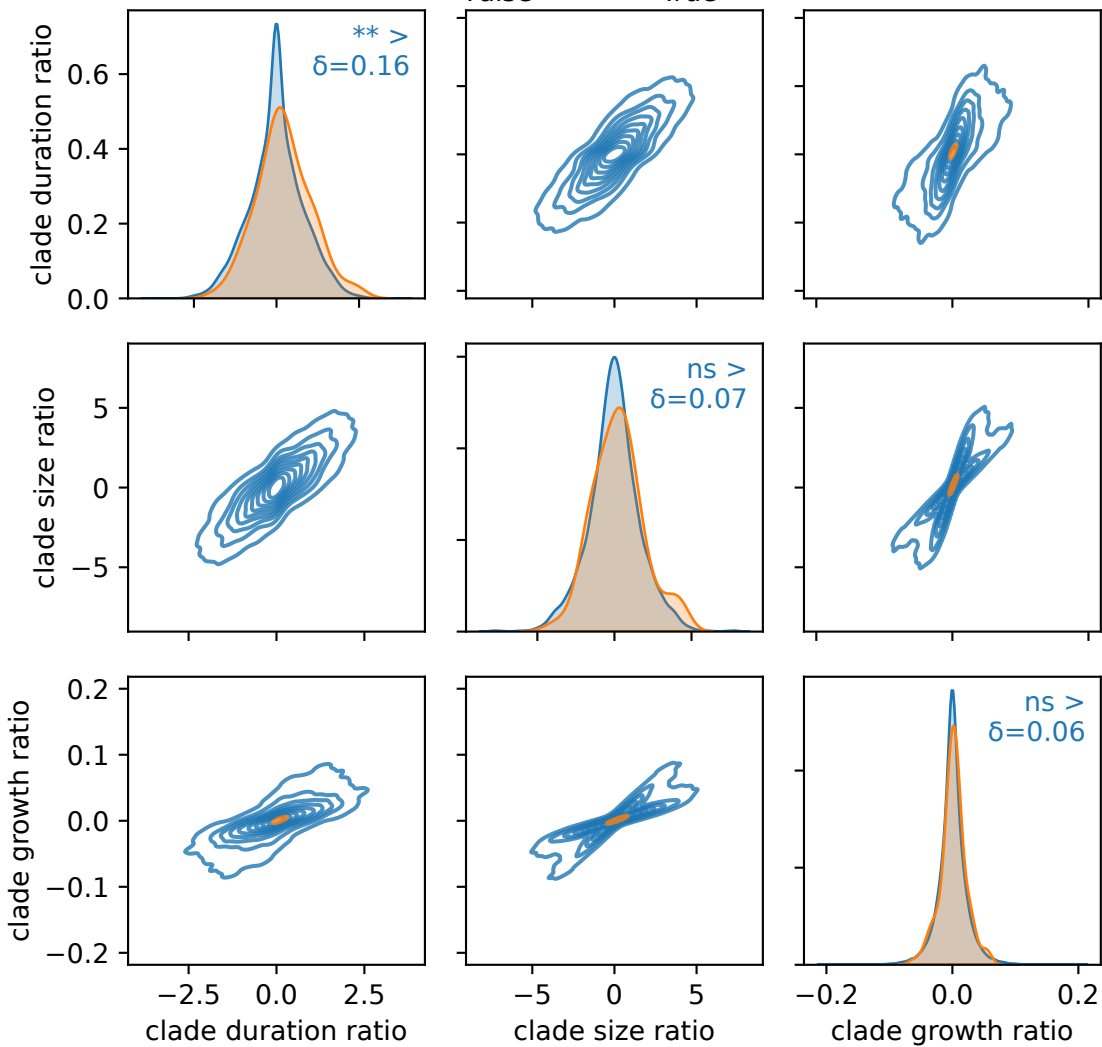 ** >
δ=0.16
clade duration ratio
0.6
0.4
0.2
0.0
ns >
δ=0.07
clade size ratio
5
0
−5
ns >
δ=0.06
clade growth ratio
0.2
0.1
0.0
−0.1
−0.2
−2.5 0.0 2.5
−5 0 5
−0.2 0.0 0.2
clade duration ratio
clade size ratio
clade growth ratio